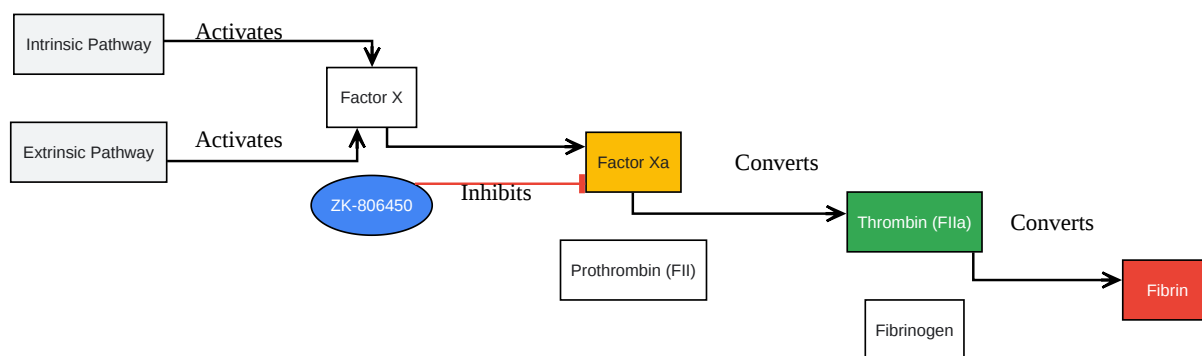 Intrinsic Pathway
Activates
Factor X
Extrinsic Pathway
Activates
Factor Xa
Converts
ZK-806450
Inhibits
Thrombin (FIIa)
Converts
Prothrombin (FII)
Fibrin
Fibrinogen